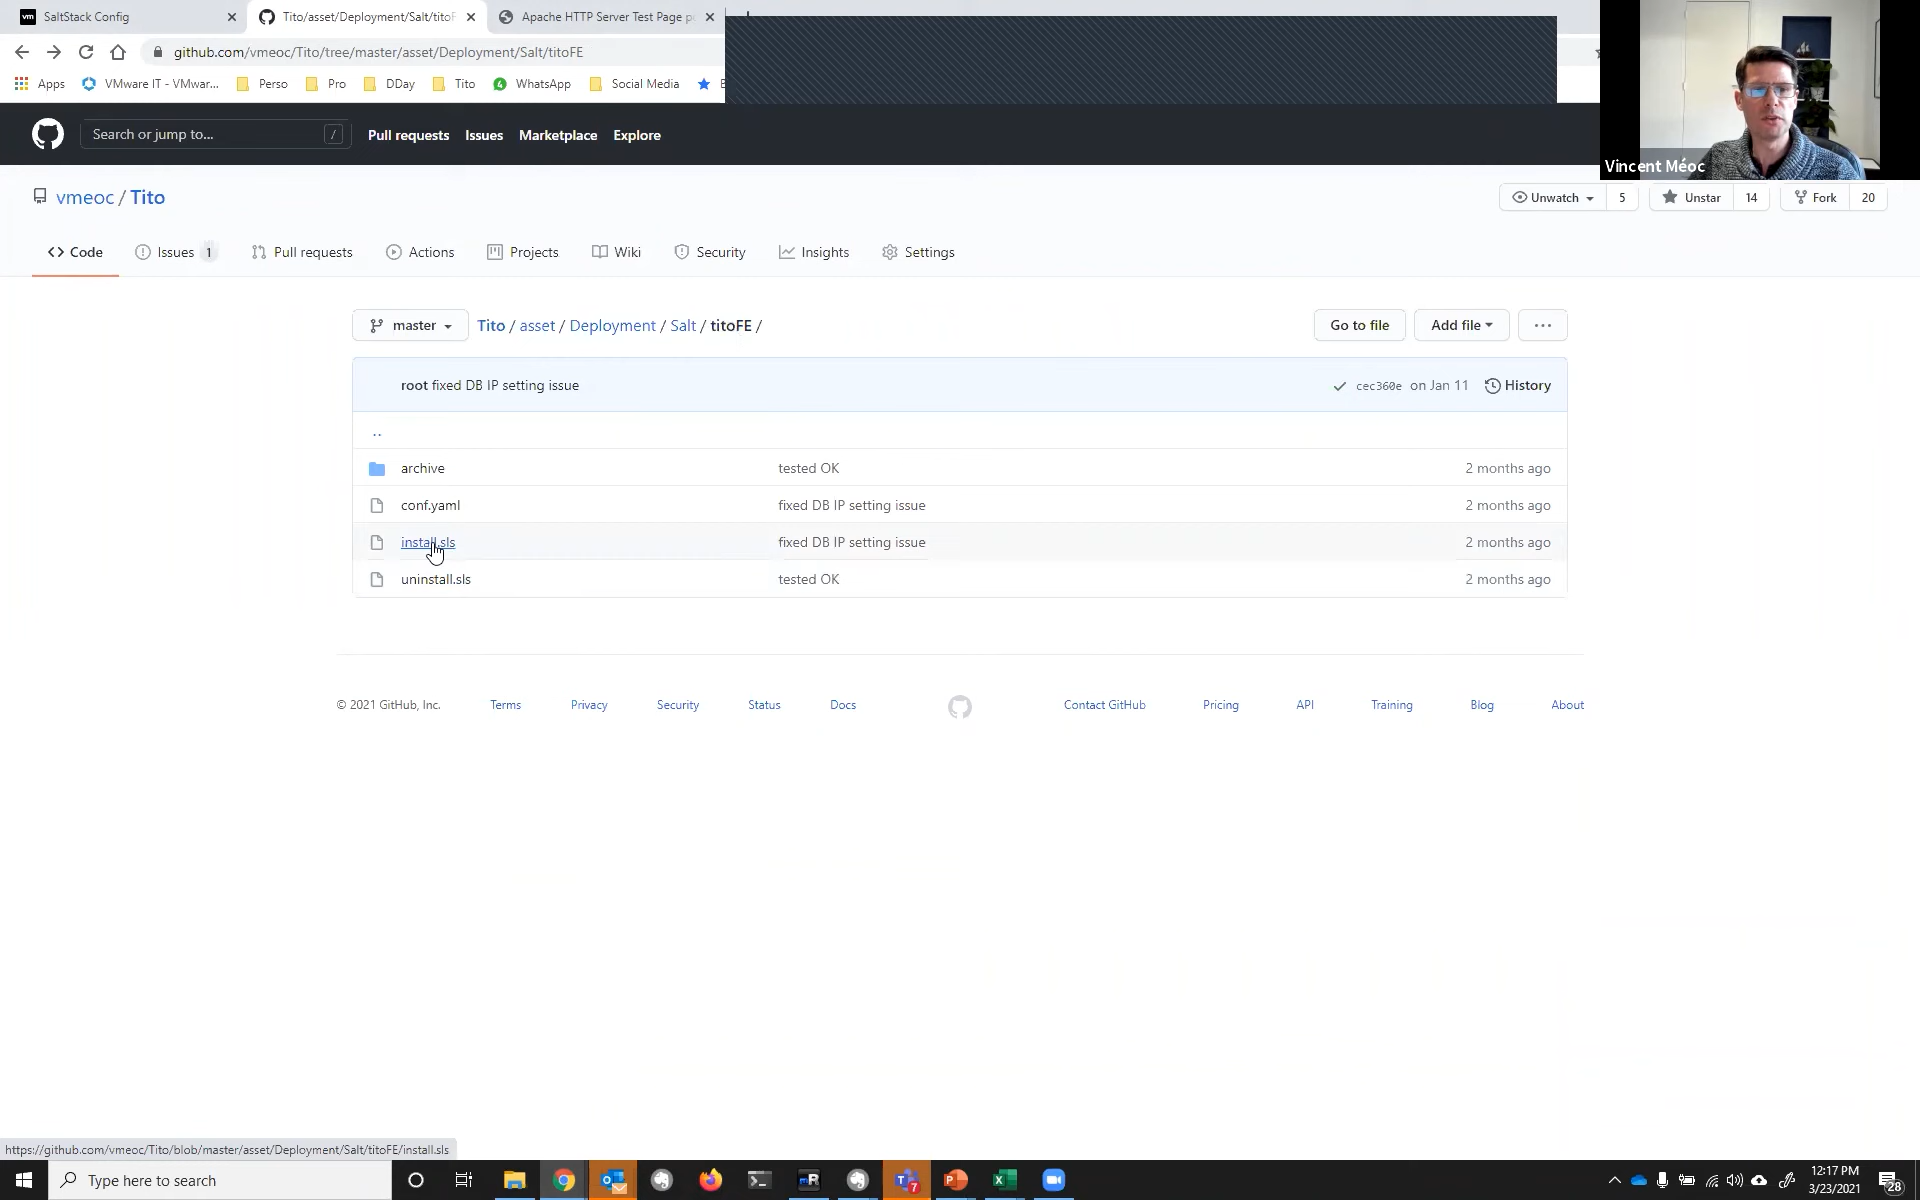 vm SaltStack Config
Tito/asset/Deployment/Salt/titoF
Apache HTTP Server Test Page p
github.com/vmeoc/Tito/tree/master/asset/Deployment/Salt/titoFE
Apps VMware IT - VMwar... Perso Pro DDay Tito WhatsApp Social Media
Search or jump to... /
Pull requests Issues Marketplace Explore
Vincent Méoc
vmeoc / Tito
Unwatch 5 Unstar 14 Fork 20
<> Code Issues 1 Pull requests Actions Projects Wiki Security Insights Settings
master Tito / asset / Deployment / Salt / titoFE / Go to file Add file ...
root fixed DB IP setting issue cec360e on Jan 11 History
..
archive tested OK 2 months ago
conf.yaml fixed DB IP setting issue 2 months ago
install.sls fixed DB IP setting issue 2 months ago
uninstall.sls tested OK 2 months ago
© 2021 GitHub, Inc. Terms Privacy Security Status Docs Contact GitHub Pricing API Training Blog About
https://github.com/vmeoc/Tito/blob/master/asset/Deployment/Salt/titoFE/install.sls
Type here to search
12:17 PM
3/23/2021
28